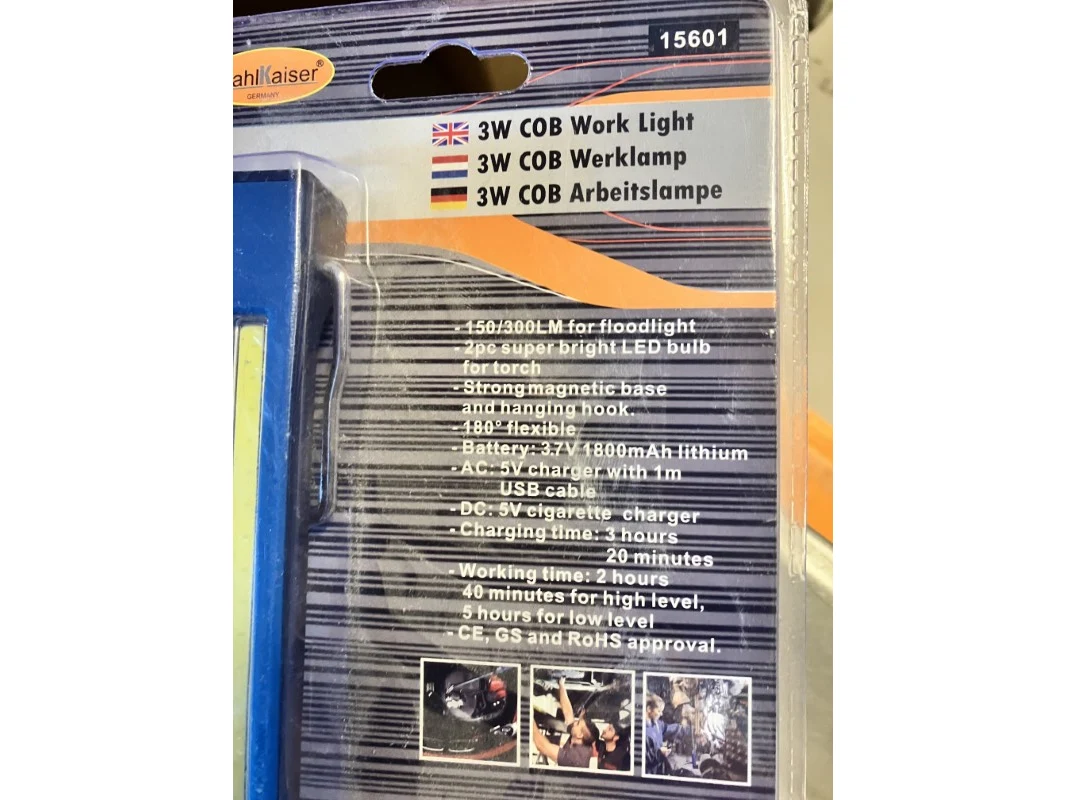 15601
ahlKaiser®
GERMANY
3W COB Work Light
3W COB Werklamp
3W COB Arbeitslampe
- 150/300LM for floodlight
- 2pc super bright LED bulb
for torch
- Strong magnetic base
and hanging hook.
- 180° flexible
- Battery: 3.7V 1800mAh lithium
- AC: 5V charger with 1m
USB cable
- DC: 5V cigarette charger
- Charging time: 3 hours
20 minutes
- Working time: 2 hours
40 minutes for high level,
5 hours for low level
- CE, GS and RoHS approval.